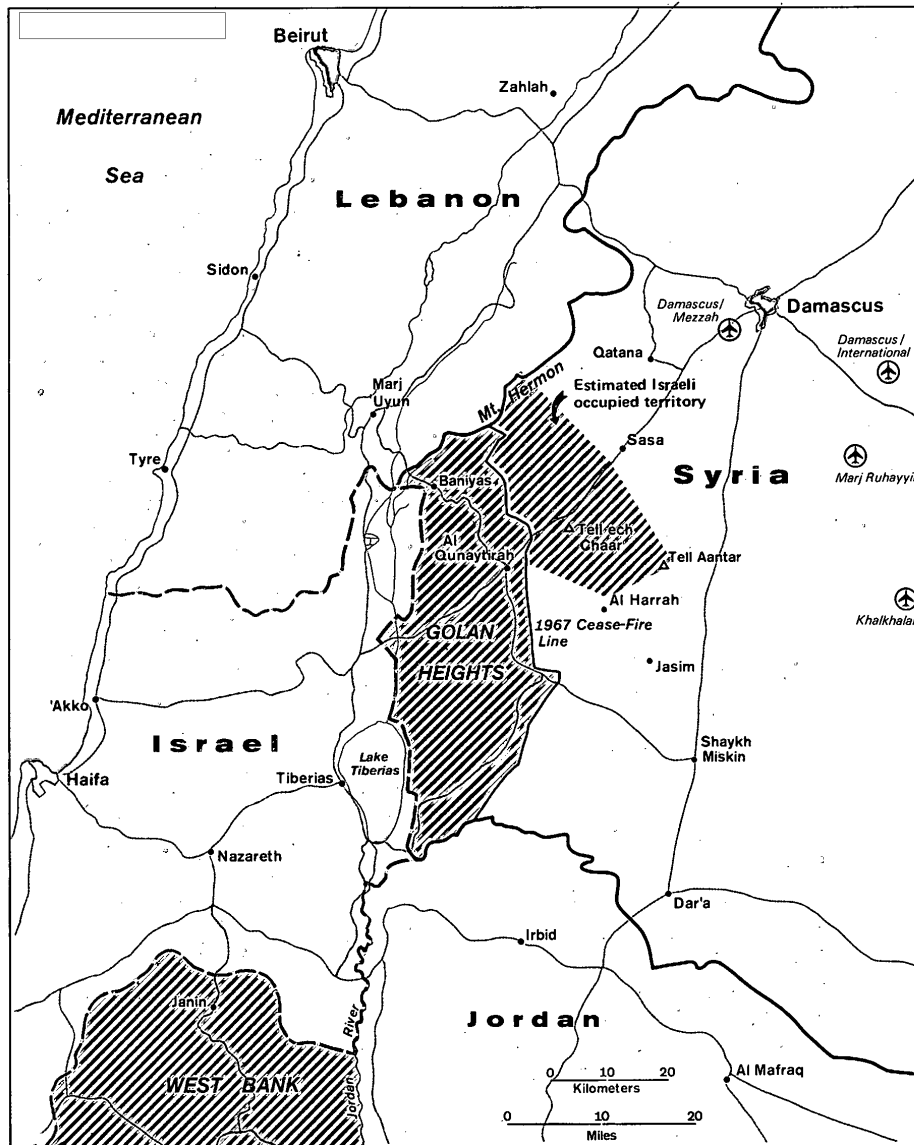 Beirut
Zahlah
Mediterranean
Sea
Lebanon
Sidon
Damascus/
Mezzah
Damascus
Damascus /
International
Qatana
Marj
Uyun
Mt. Hermon
Estimated Israeli
occupied territory
Sasa
Tyre
Syria
Baniyas
Marj Ruhayyil
Al
Qunaytirah
Tell ech
Chaar
Tell Aantar
Al Harrah
1967 Cease-Fire
Line
GOLAN
HEIGHTS
Jasim
'Akko
Israel
Lake
Tiberias
Shaykh
Miskin
Haifa
Tiberias
Nazareth
Dar'a
Irbid
Janin
River
Jordan
Jordan
WEST BANK
0 10 20
Kilometers
Al Mafraq
0 10 20
Miles